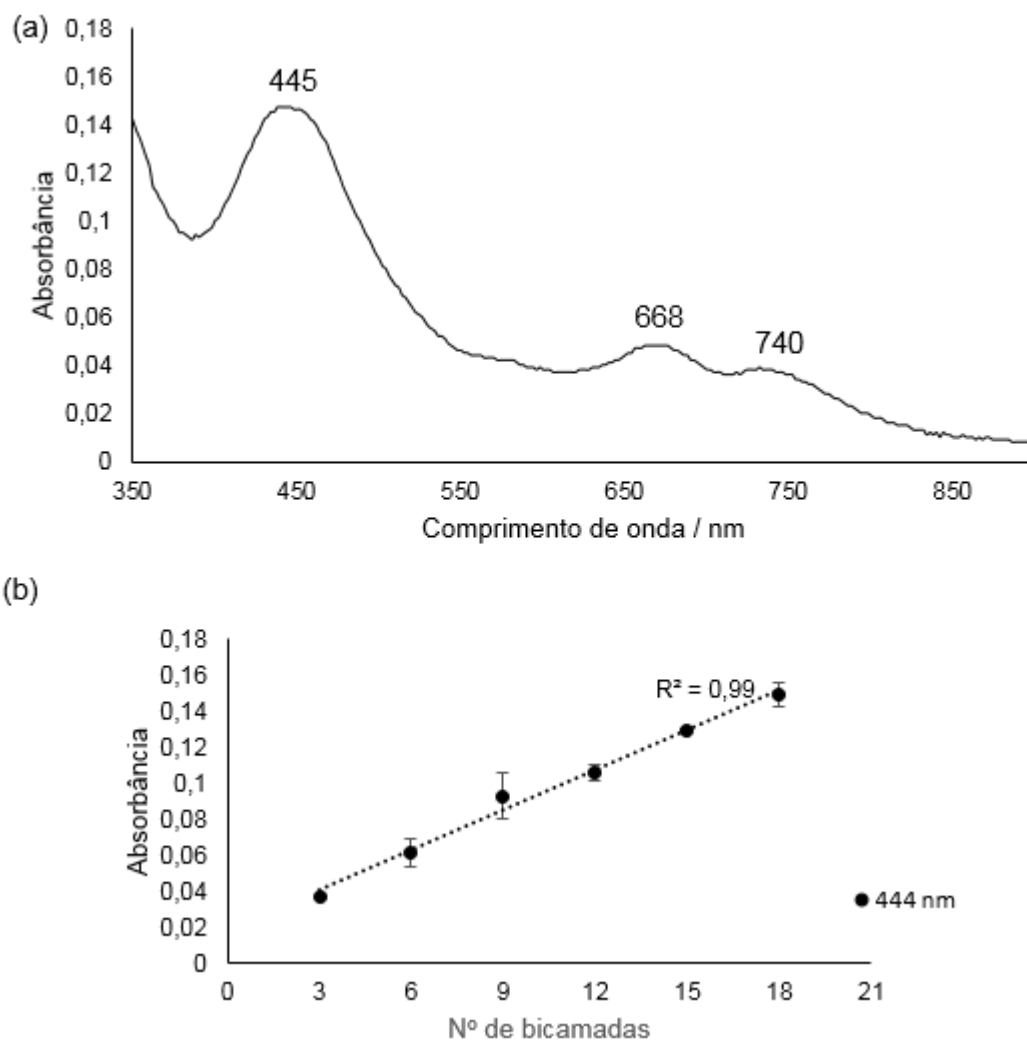 (a)
0,18
0,16
0,14
0,12
0,1
0,08
0,06
0,04
0,02
0
Absorbância
445
668
740
350 450 550 650 750 850
Comprimento de onda / nm
(b)
0,18
0,16
0,14
0,12
0,1
0,08
0,06
0,04
0,02
0
Absorbância
R² = 0,99
444 nm
0 3 6 9 12 15 18 21
Nº de bicamadas